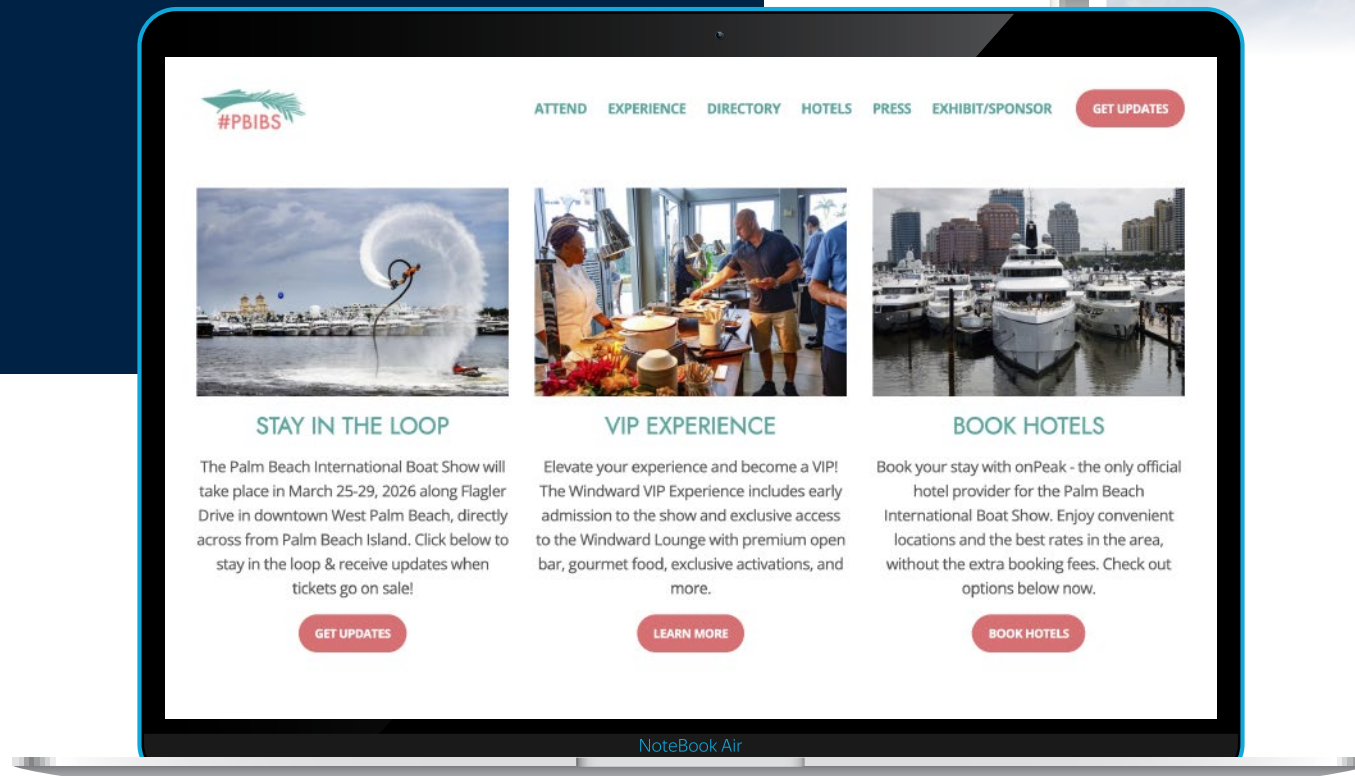 #PBIBS
ATTEND EXPERIENCE DIRECTORY HOTELS PRESS EXHIBIT/SPONSOR GET UPDATES
STAY IN THE LOOP
The Palm Beach International Boat Show will
take place in March 25-29, 2026 along Flagler
Drive in downtown West Palm Beach, directly
across from Palm Beach Island. Click below to
stay in the loop & receive updates when
tickets go on sale!
GET UPDATES
VIP EXPERIENCE
Elevate your experience and become a VIP!
The Windward VIP Experience includes early
admission to the show and exclusive access
to the Windward Lounge with premium open
bar, gourmet food, exclusive activations, and
more.
LEARN MORE
BOOK HOTELS
Book your stay with onPeak - the only official
hotel provider for the Palm Beach
International Boat Show. Enjoy convenient
locations and the best rates in the area,
without the extra booking fees. Check out
options below now.
BOOK HOTELS
NoteBook Air